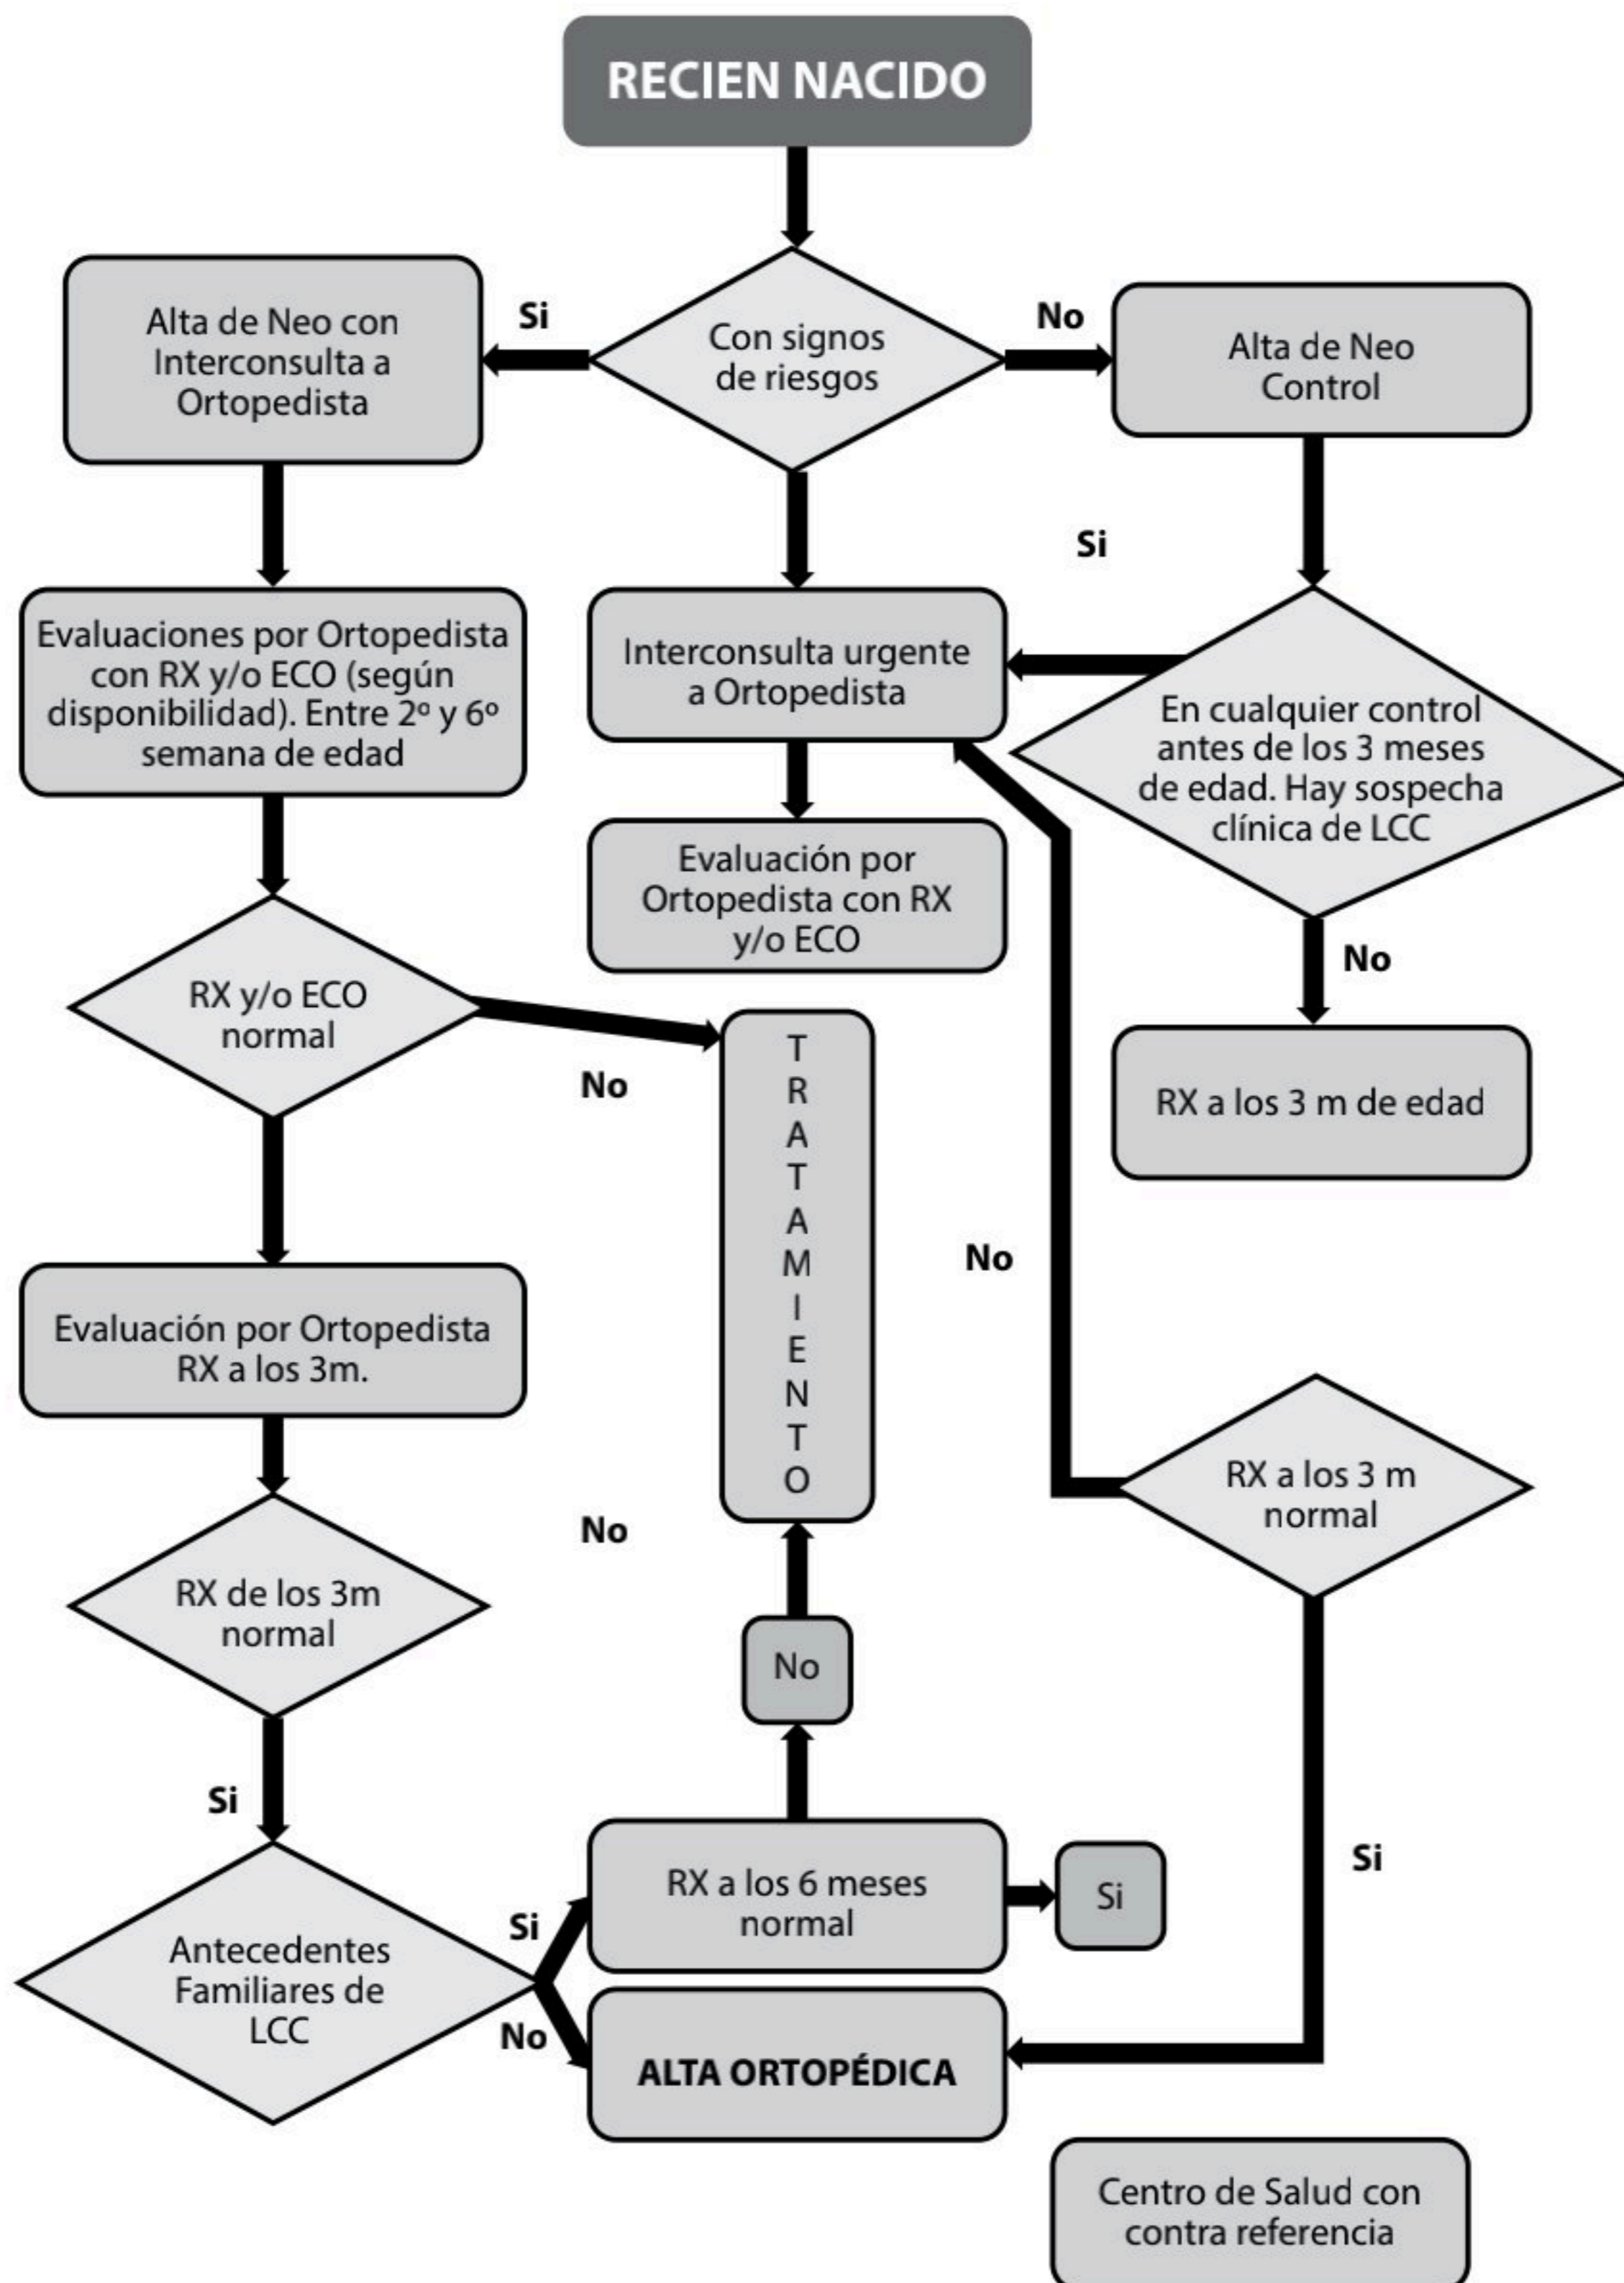 RECIEN NACIDO
Si
No
Alta de Neo con
Interconsulta a
Ortopedista
Con signos
de riesgos
Alta de Neo
Control
Si
Evaluaciones por Ortopedista
con RX y/o ECO (según
disponibilidad). Entre 2º y 6º
semana de edad
Interconsulta urgente
a Ortopedista
En cualquier control
antes de los 3 meses
de edad. Hay sospecha
clínica de LCC
Evaluación por
Ortopedista con RX
y/o ECO
No
RX y/o ECO
normal
No
T
R
A
T
A
M
I
E
N
T
O
RX a los 3 m de edad
No
Evaluación por Ortopedista
RX a los 3m.
RX a los 3 m
normal
No
RX de los 3m
normal
No
Si
RX a los 6 meses
normal
Si
Si
Antecedentes
Familiares de
LCC
Si
No
ALTA ORTOPÉDICA
Centro de Salud con
contra referencia